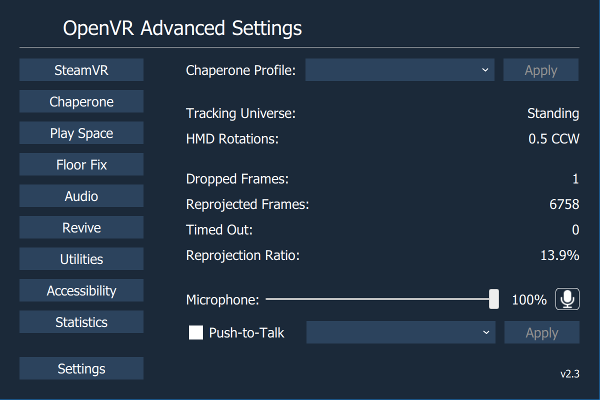 OpenVR Advanced Settings
SteamVR
Chaperone
Play Space
Floor Fix
Audio
Revive
Utilities
Accessibility
Statistics
Settings
Chaperone Profile: Apply
Tracking Universe: Standing
HMD Rotations: 0.5 CCW
Dropped Frames: 1
Reprojected Frames: 6758
Timed Out: 0
Reprojection Ratio: 13.9%
Microphone: 100%
Push-to-Talk Apply
v2.3